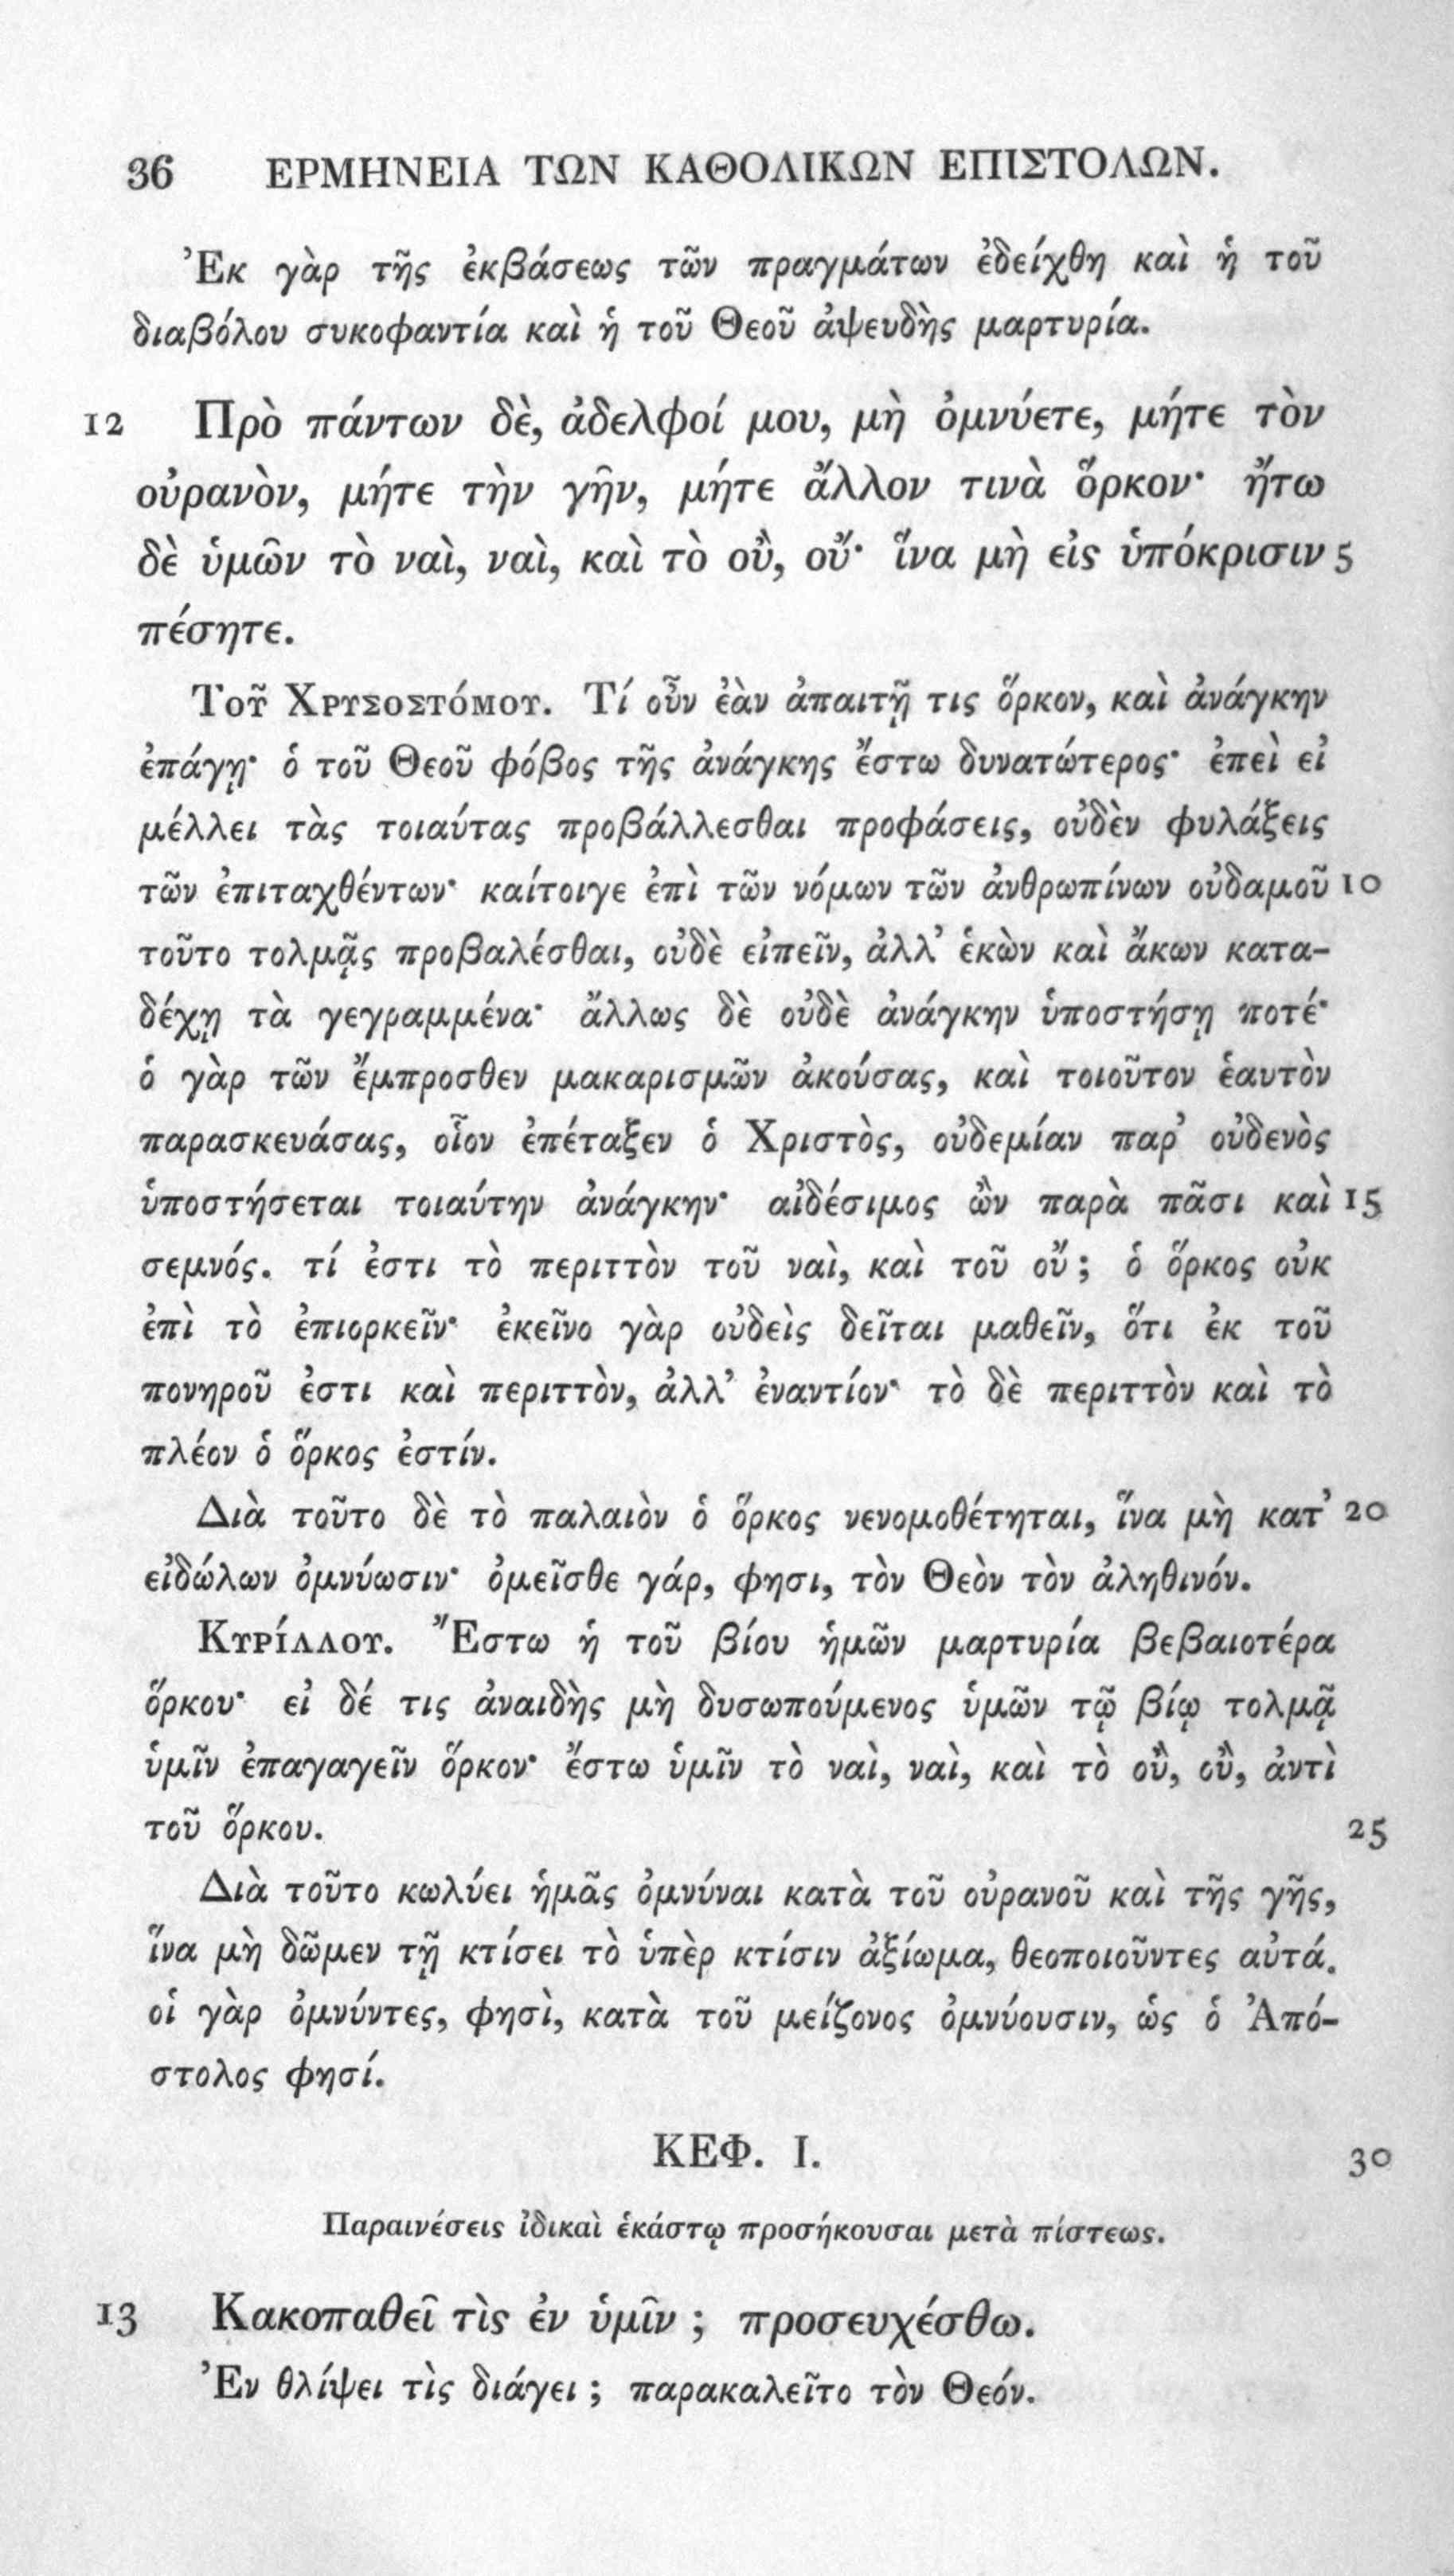 36 ΕΡΜΗΝΕΙΑ ΤΩΝ ΚΑΘΟΛΙΚΩΝ ΕΠΙΣΤΟΛΩΝ.
Ἐκ γὰρ τῆς ἐκβάσεως τῶν πραγμάτων ἐδείχθη καὶ ἡ τοῦ
διαβόλου συκοφαντία καὶ ἡ τοῦ Θεοῦ ἀψευδὴς μαρτυρία.
12 Πρὸ πάντων δὲ, ἀδελφοί μου, μὴ ὀμνύετε, μήτε τὸν
οὐρανὸν, μήτε τὴν γῆν, μήτε ἄλλον τινὰ ὅρκον· ἤτω
δὲ ὑμῶν τὸ ναὶ, ναὶ, καὶ τὸ οὒ, οὔ· ἵνα μὴ εἰς ὑπόκρισιν 5
πέσητε.
Τοῦ Χρυσοστόμου. Τί οὖν ἐὰν ἀπαιτῇ τις ὅρκον, καὶ ἀνάγκην
ἐπάγῃ· ὁ τοῦ Θεοῦ φόβος τῆς ἀνάγκης ἔστω δυνατώτερος· ἐπεὶ εἰ
μέλλει τὰς τοιαύτας προβάλλεσθαι προφάσεις, οὐδὲν φυλάξεις
τῶν ἐπιταχθέντων· καίτοιγε ἐπὶ τῶν νόμων τῶν ἀνθρωπίνων οὐδαμοῦ 10
τοῦτο τολμᾷς προβαλέσθαι, οὐδὲ εἰπεῖν, ἀλλ’ ἑκὼν καὶ ἄκων κατα-
δέχῃ τὰ γεγραμμένα· ἄλλως δὲ οὐδὲ ἀνάγκην ὑποστήσῃ ποτέ·
ὁ γὰρ τῶν ἔμπροσθεν μακαρισμῶν ἀκούσας, καὶ τοιοῦτον ἑαυτὸν
παρασκευάσας, οἷον ἐπέταξεν ὁ Χριστὸς, οὐδεμίαν παρ’ οὐδενὸς
ὑποστήσεται τοιαύτην ἀνάγκην· αἰδέσιμος ὢν παρὰ πᾶσι καὶ 15
σεμνός. τί ἐστι τὸ περιττὸν τοῦ ναὶ, καὶ τοῦ οὔ; ὁ ὅρκος οὐκ
ἐπὶ τὸ ἐπιορκεῖν· ἐκεῖνο γὰρ οὐδεὶς δεῖται μαθεῖν, ὅτι ἐκ τοῦ
πονηροῦ ἐστι καὶ περιττὸν, ἀλλ’ ἐναντίον· τὸ δὲ περιττὸν καὶ τὸ
πλέον ὁ ὅρκος ἐστίν.
Διὰ τοῦτο δὲ τὸ παλαιὸν ὁ ὅρκος νενομοθέτηται, ἵνα μὴ κατ’ 20
εἰδώλων ὀμνύωσιν· ὀμεῖσθε γάρ, φησι, τὸν Θεὸν τὸν ἀληθινόν.
Κυρίλλου. Ἔστω ἡ τοῦ βίου ἡμῶν μαρτυρία βεβαιοτέρα
ὅρκου· εἰ δέ τις ἀναιδὴς μὴ δυσωπούμενος ὑμῶν τῷ βίῳ τολμᾷ
ὑμῖν ἐπαγαγεῖν ὅρκον· ἔστω ὑμῖν τὸ ναὶ, ναὶ, καὶ τὸ οὒ, οὒ, ἀντὶ
τοῦ ὅρκου. 25
Διὰ τοῦτο κωλύει ἡμᾶς ὀμνύναι κατὰ τοῦ οὐρανοῦ καὶ τῆς γῆς,
ἵνα μὴ δῶμεν τῇ κτίσει τὸ ὑπὲρ κτίσιν ἀξίωμα, θεοποιοῦντες αὐτά.
οἱ γὰρ ὀμνύντες, φησὶ, κατὰ τοῦ μείζονος ὀμνύουσιν, ὡς ὁ Ἀπό-
στολος φησί.
ΚΕΦ. Ι. 30
Παραινέσεις ἰδικαὶ ἑκάστῳ προσήκουσαι μετὰ πίστεως.
13 Κακοπαθεῖ τὶς ἐν ὑμῖν ; προσευχέσθω.
Ἐν θλίψει τὶς διάγει ; παρακαλεῖτο τὸν Θεόν.